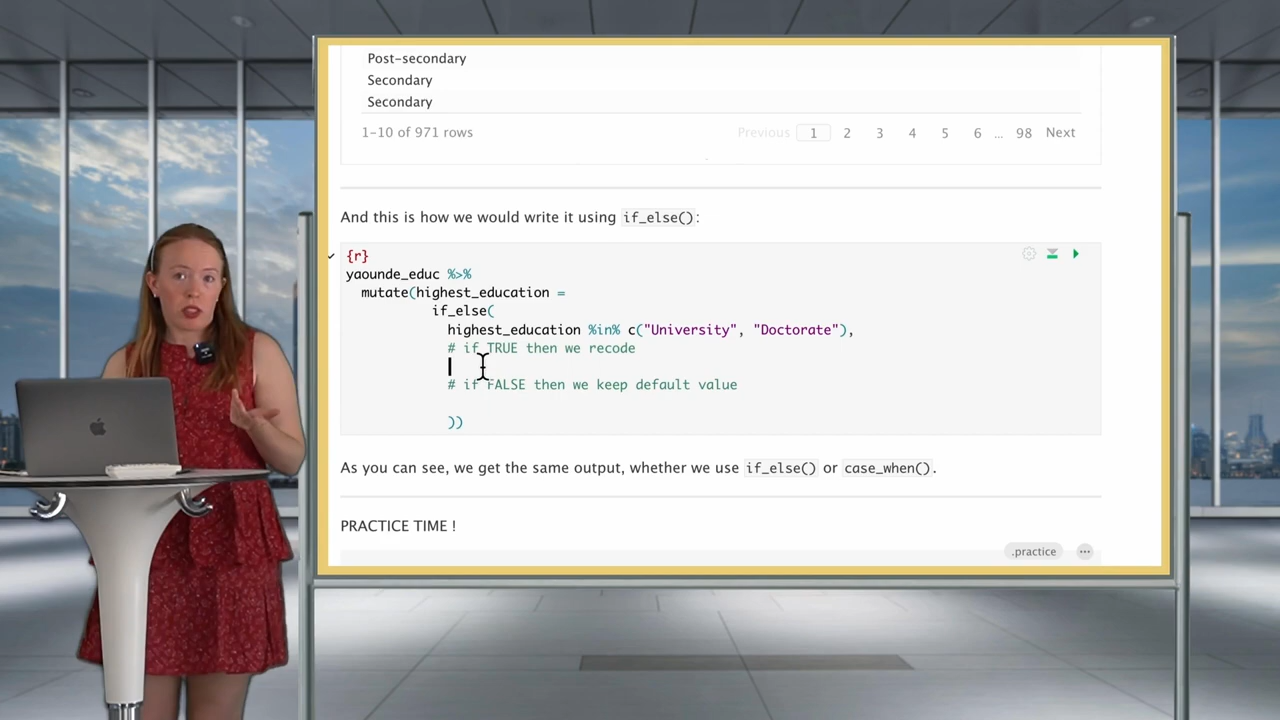 Post-secondary
Secondary
Secondary
1-10 of 971 rows Previous 1 2 3 4 5 6 ... 98 Next
And this is how we would write it using if_else():
{r}
yaounde_educ %>%
mutate(highest_education =
if_else(
highest_education %in% c("University", "Doctorate"),
# if TRUE then we recode
# if FALSE then we keep default value
))
As you can see, we get the same output, whether we use if_else() or case_when().
PRACTICE TIME !
.practice